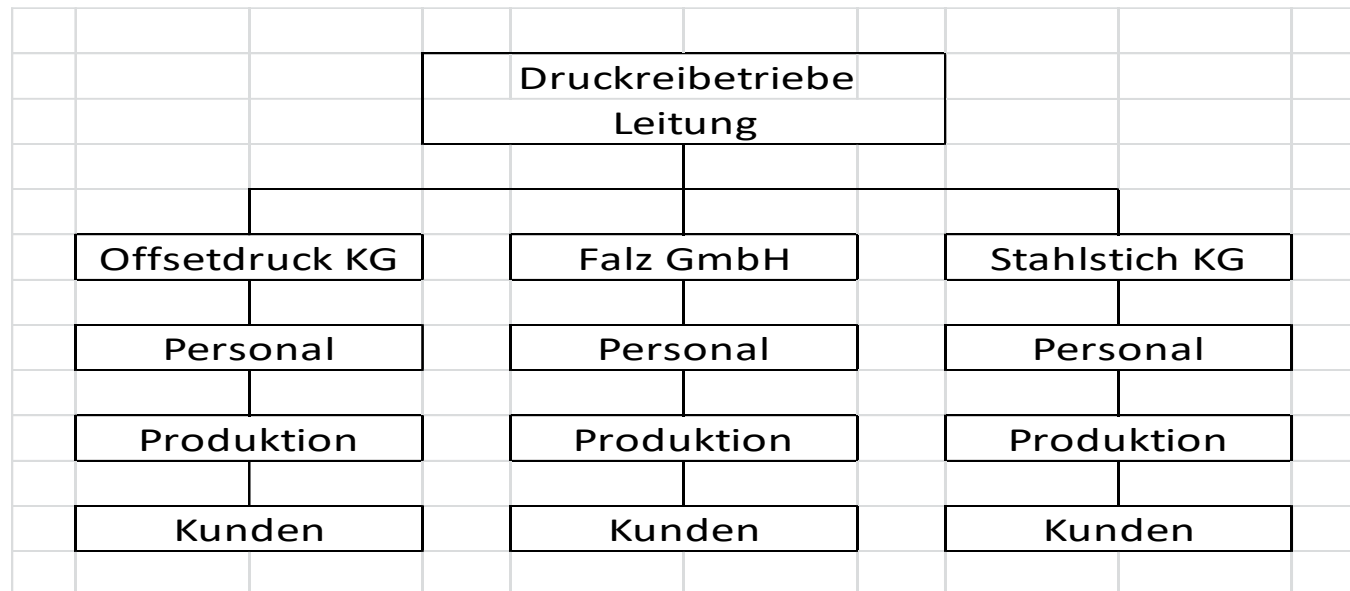 Druckreibetriebe
Leitung
Offsetdruck KG
Falz GmbH
Stahlstich KG
Personal
Personal
Personal
Produktion
Produktion
Produktion
Kunden
Kunden
Kunden